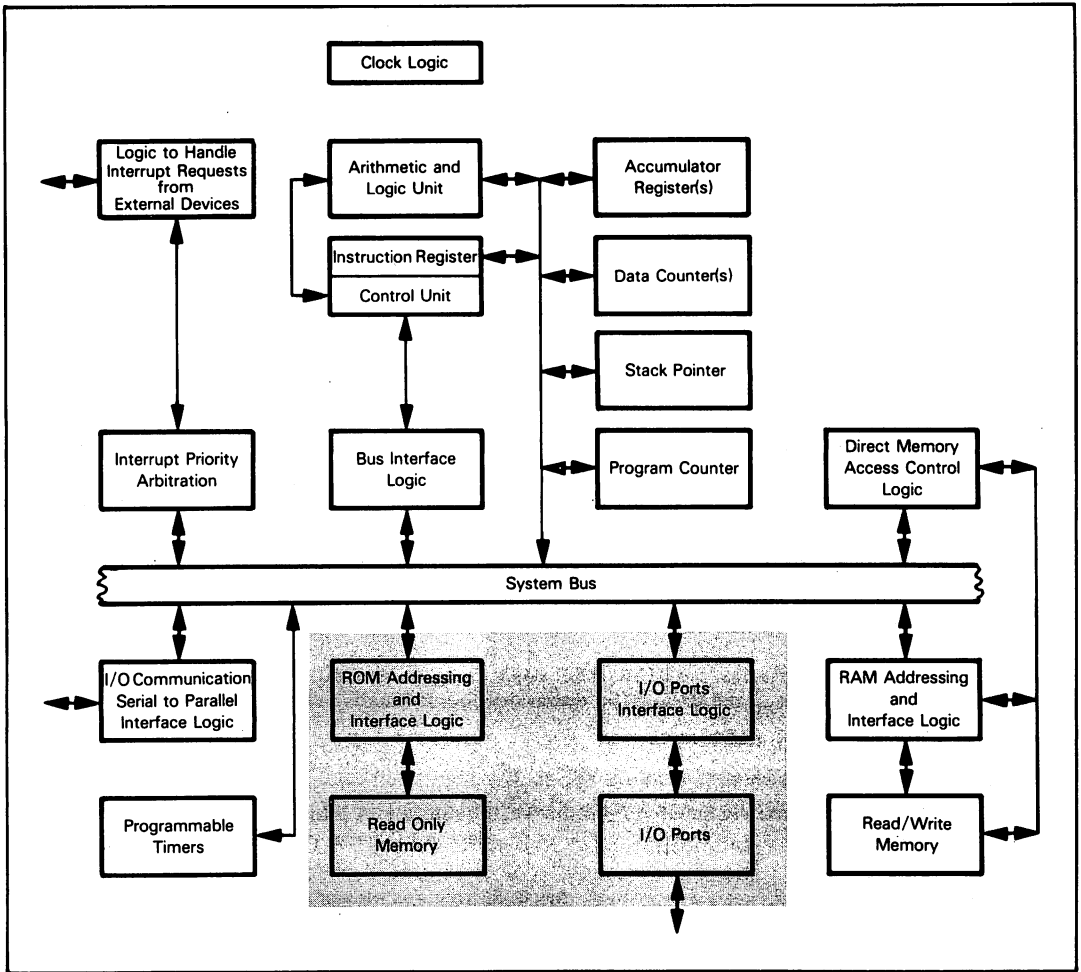 Clock Logic
Logic to Handle
Interrupt Requests
from
External Devices
Arithmetic and
Logic Unit
Accumulator
Register(s)
Instruction Register
Control Unit
Data Counter(s)
Stack Pointer
Interrupt Priority
Arbitration
Bus Interface
Logic
Program Counter
Direct Memory
Access Control
Logic
System Bus
I/O Communication
Serial to Parallel
Interface Logic
ROM Addressing
and
Interface Logic
I/O Ports
Interface Logic
RAM Addressing
and
Interface Logic
Programmable
Timers
Read Only
Memory
I/O Ports
Read/Write
Memory